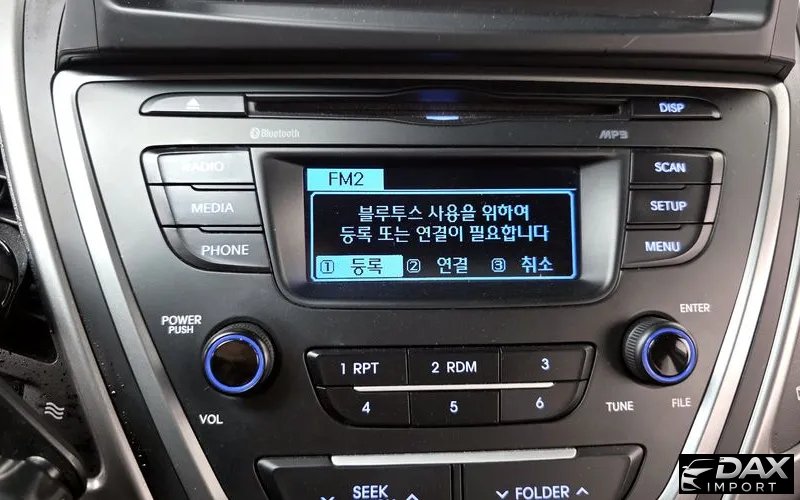 DISP
Bluetooth
MP3
RADIO
MEDIA
PHONE
FM2
블루투스 사용을 위하여
등록 또는 연결이 필요합니다
① 등록 ② 연결 ③ 취소
SCAN
SETUP
MENU
POWER
PUSH
VOL
1 RPT
2 RDM
3
4
5
6
ENTER
TUNE
FILE
SEEK
FOLDER
DAX
IMPORT